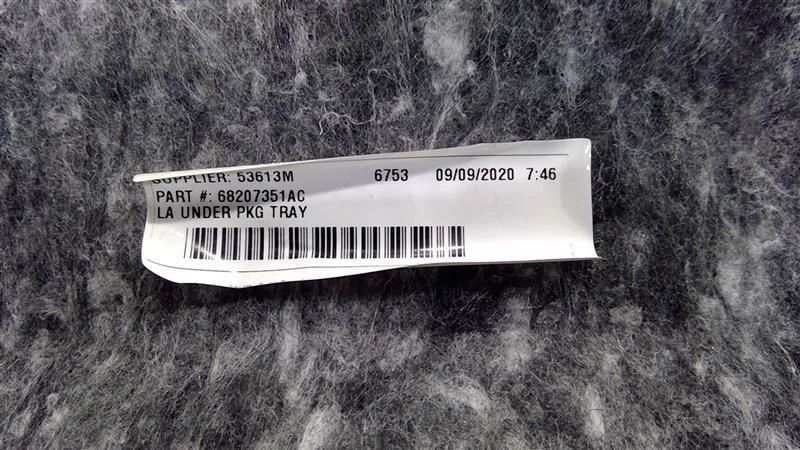 SUPPLIER: 53613M 6753 09/09/2020 7:46
PART #: 68207351AC
LA UNDER PKG TRAY